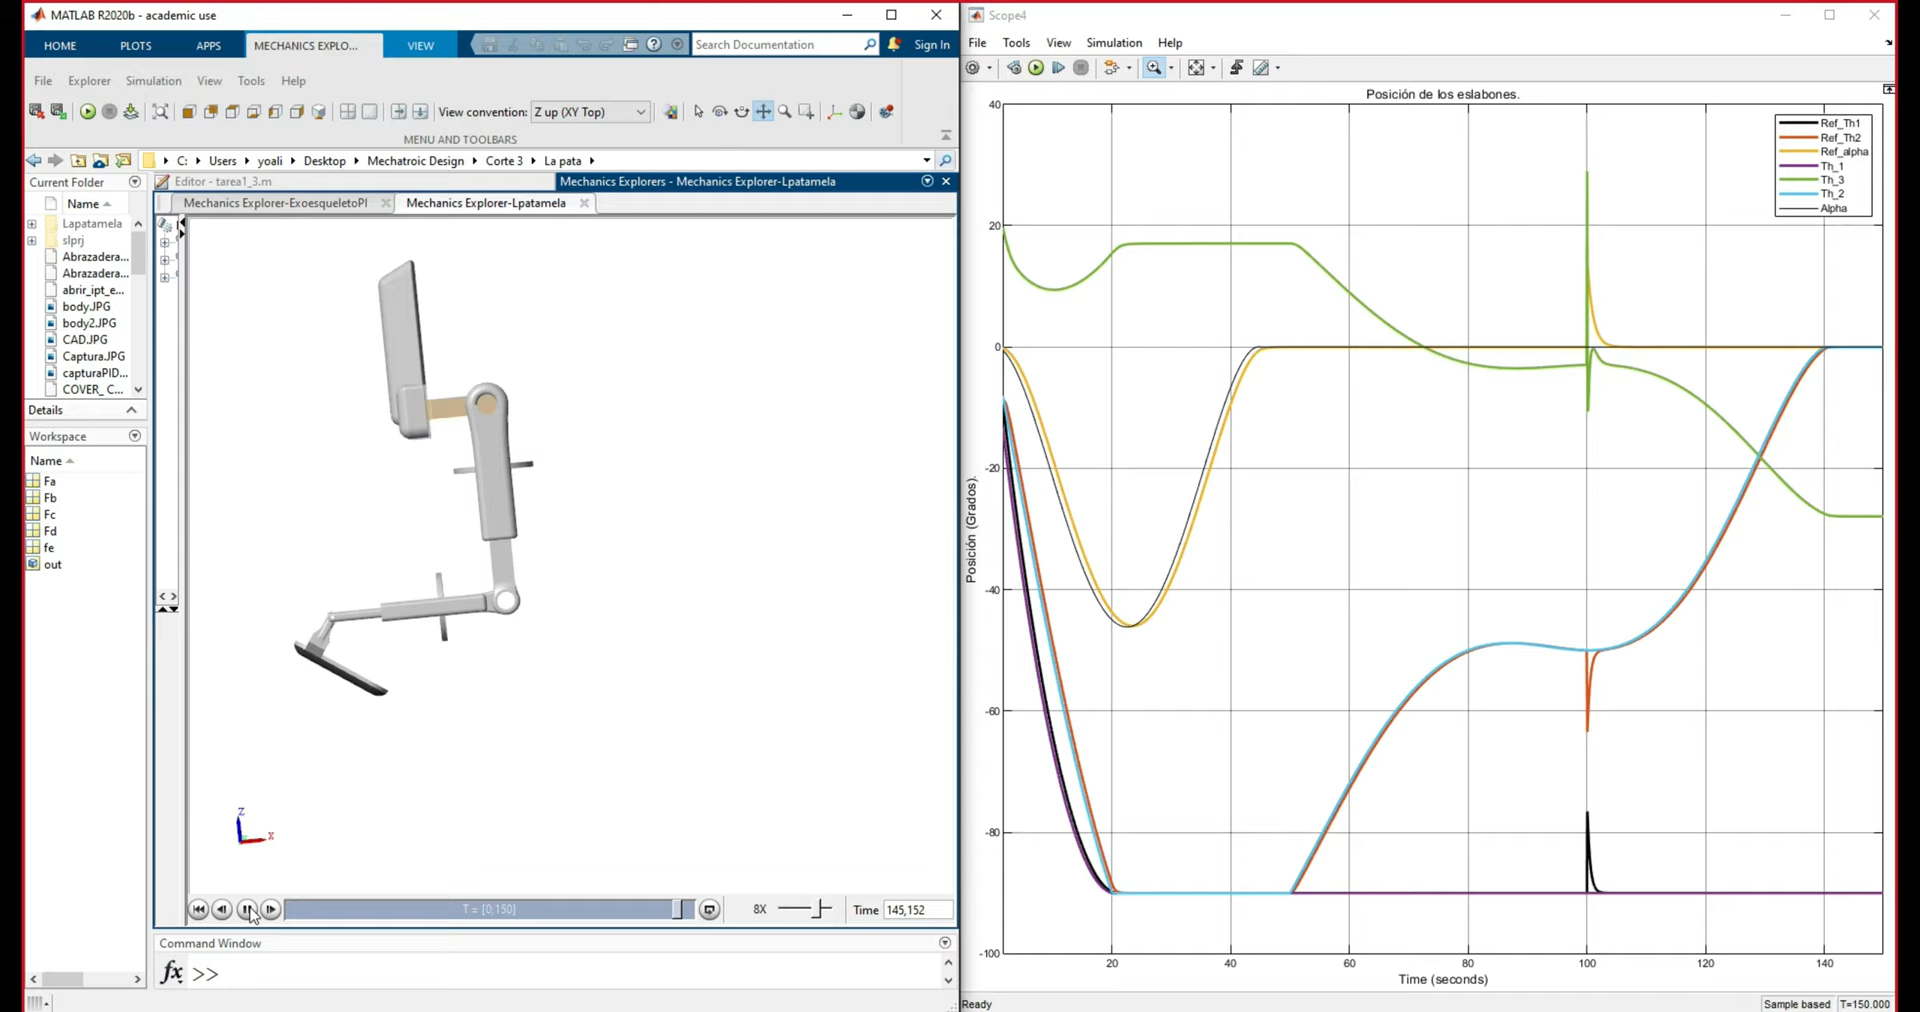 MATLAB R2020b - academic use
HOME PLOTS APPS MECHANICS EXPLO... VIEW Search Documentation Sign In
File Explorer Simulation View Tools Help
View convention: Z up (XY Top)
MENU AND TOOLBARS
C: Users yoali Desktop Mechatroic Design Corte 3 La pata
Current Folder
Name
Lapatamela
slprj
Abrazadera...
Abrazadera...
abrir_ipt_e...
body.JPG
body2.JPG
CAD.JPG
Captura.JPG
capturaPID...
COVER_ C...
Details
Workspace
Name
Fa
Fb
Fc
Fd
fe
out
Editor - tarea1_3.m
Mechanics Explorers - Mechanics Explorer-Lpatamela
Mechanics Explorer-ExoesqueletoPI
Mechanics Explorer-Lpatamela
Z
X
T = [0,150]
8X
Time 145,152
Command Window
fx >>
Scope4
File Tools View Simulation Help
Posición de los eslabones.
Ref_Th1
Ref_Th2
Ref_alpha
Th_1
Th_3
Th_2
Alpha
Posición (Grados).
40
20
0
-20
-40
-60
-80
-100
20 40 60 80 100 120 140
Time (seconds)
Ready
Sample based T=150.000